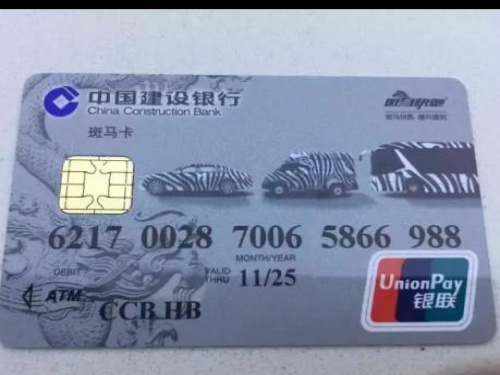 中国建设银行
China Construction Bank
斑马卡
6217 0028 7006 5866 988
MONTH/YEAR
DEBIT
VALID THRU 11/25
ATM
CCB HB
UnionPay
银联